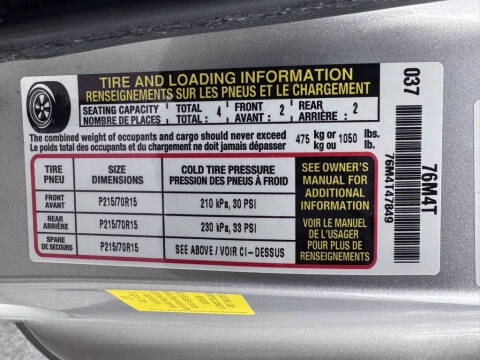 TIRE AND LOADING INFORMATION
RENSEIGNEMENTS SUR LES PNEUS ET LE CHARGEMENT
SEATING CAPACITY TOTAL : 4 FRONT : 2 REAR : 2
NOMBRE DE PLACES TOTAL : AVANT : ARRIÈRE :
The combined weight of occupants and cargo should never exceed 475 kg or 1050 lbs.
Le poids total des occupants et du chargement ne doit jamais dépasser kg ou lb.
TIRE PNEU
SIZE DIMENSIONS
COLD TIRE PRESSURE
PRESSION DES PNEUS À FROID
FRONT AVANT
P215/70R15
210 kPa, 30 PSI
REAR ARRIÈRE
P215/70R15
230 kPa, 33 PSI
SPARE DE SECOURS
P215/70R15
SEE ABOVE / VOIR CI - DESSUS
SEE OWNER'S
MANUAL FOR
ADDITIONAL
INFORMATION
VOIR LE MANUEL
DE L'USAGER
POUR PLUS DE
RENSEIGNEMENTS
037
76M4T
76M4T47849